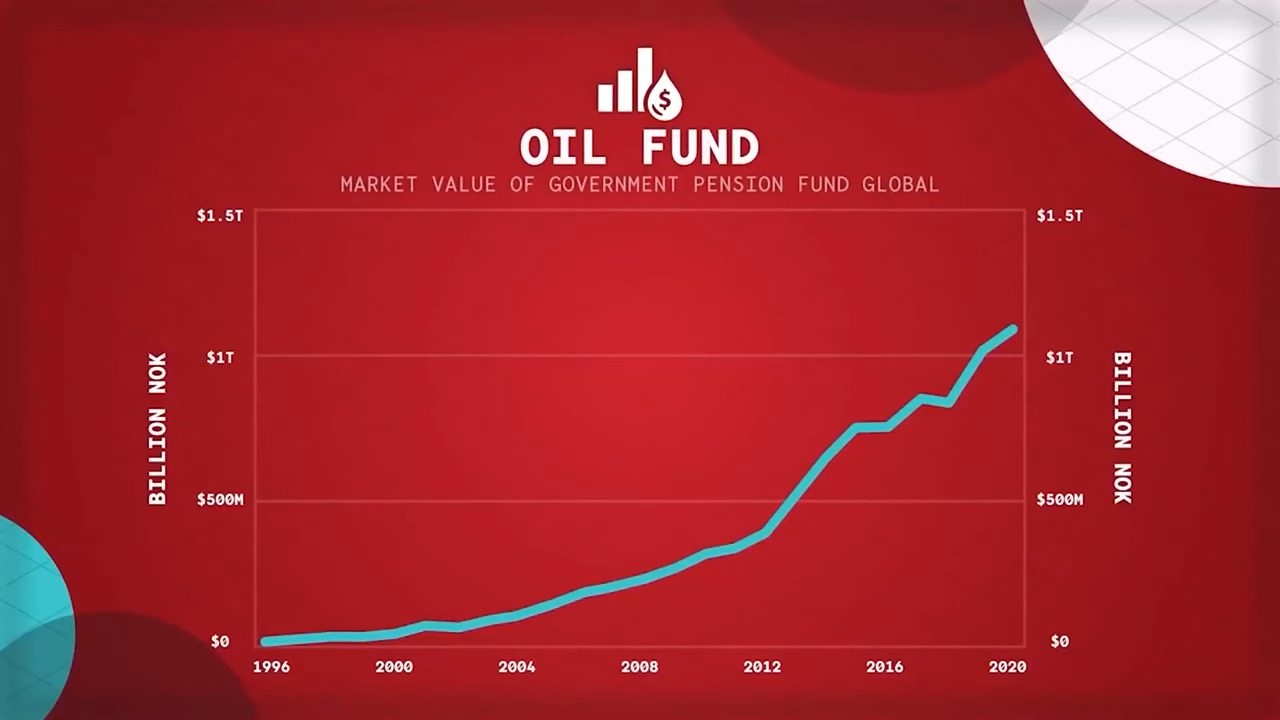 $
OIL FUND
MARKET VALUE OF GOVERNMENT PENSION FUND GLOBAL
$1.5T $1.5T
$1T $1T
BILLION NOK BILLION NOK
$500M $500M
$0 $0
1996 2000 2004 2008 2012 2016 2020